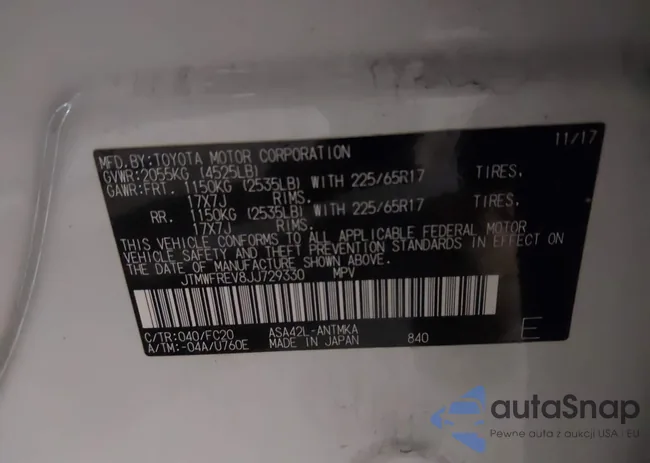 MFD.BY:TOYOTA MOTOR CORPORATION 11/17
GVWR:2055KG (4525LB)
GAWR:FRT. 1150KG (2535LB) WITH 225/65R17 TIRES,
17X7J RIMS.
RR. 1150KG (2535LB) WITH 225/65R17 TIRES,
17X7J RIMS.
THIS VEHICLE CONFORMS TO ALL APPLICABLE FEDERAL MOTOR
VEHICLE SAFETY AND THEFT PREVENTION STANDARDS IN EFFECT ON
THE DATE OF MANUFACTURE SHOWN ABOVE.
JTMWFREV8JJ729330 MPV
C/TR:040/FC20 ASA42L-ANTMKA
A/TM:-04A/U760E MADE IN JAPAN 840 E
autaSnap
Pewne auta z aukcji USA - EU